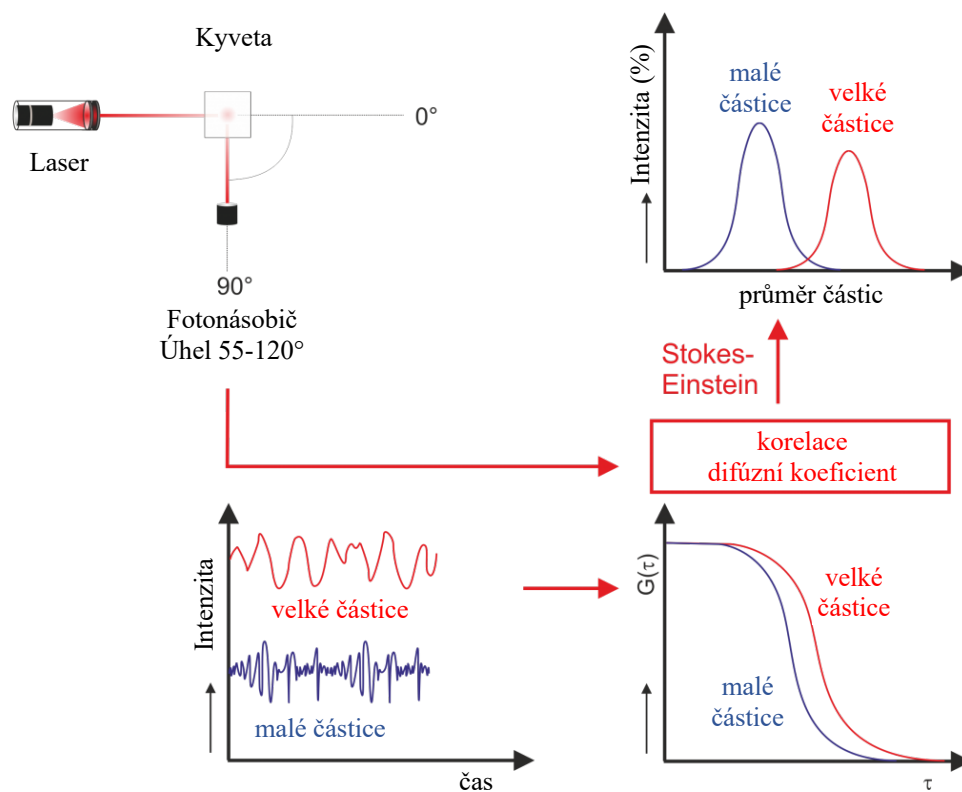 Kyveta
Laser
0°
90°
Fotonásobič
Úhel 55-120°
Intenzita (%)
malé
částice
velké
částice
průměr částic
Stokes-
Einstein
korelace
difúzní koeficient
Intenzita
velké částice
malé částice
čas
G(τ)
velké
částice
malé
částice
τ